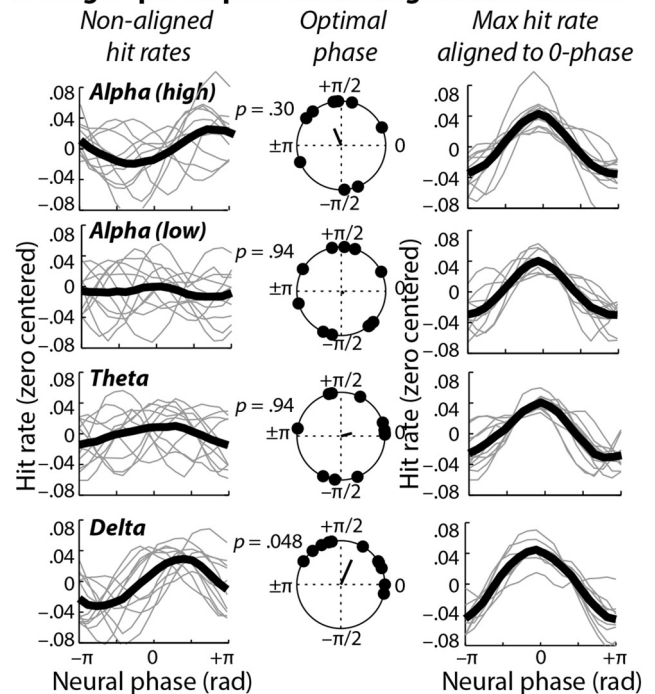 Non-aligned
hit rates
Optimal
phase
Max hit rate
aligned to 0-phase
Hit rate (zero centered)
Hit rate (zero centered)
Alpha (high)
.08
.04
0
−.04
−.08
p = .30
+π/2
±π
0
−π/2
.08
.04
0
−.04
−.08
Alpha (low)
.08
.04
0
−.04
−.08
p = .94
+π/2
±π
0
−π/2
.08
.04
0
−.04
−.08
Theta
.08
.04
0
−.04
−.08
p = .94
+π/2
±π
0
−π/2
.08
.04
0
−.04
−.08
Delta
.08
.04
0
−.04
−.08
p = .048
+π/2
±π
0
−π/2
.08
.04
0
−.04
−.08
−π 0 +π
Neural phase (rad)
−π 0 +π
Neural phase (rad)